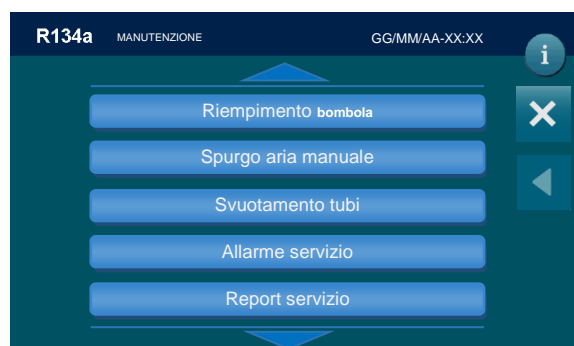 R134a MANUTENZIONE GG/MM/AA-XX:XX
i
Riempimento bombola
Spurgo aria manuale
Svuotamento tubi
Allarme servizio
Report servizio